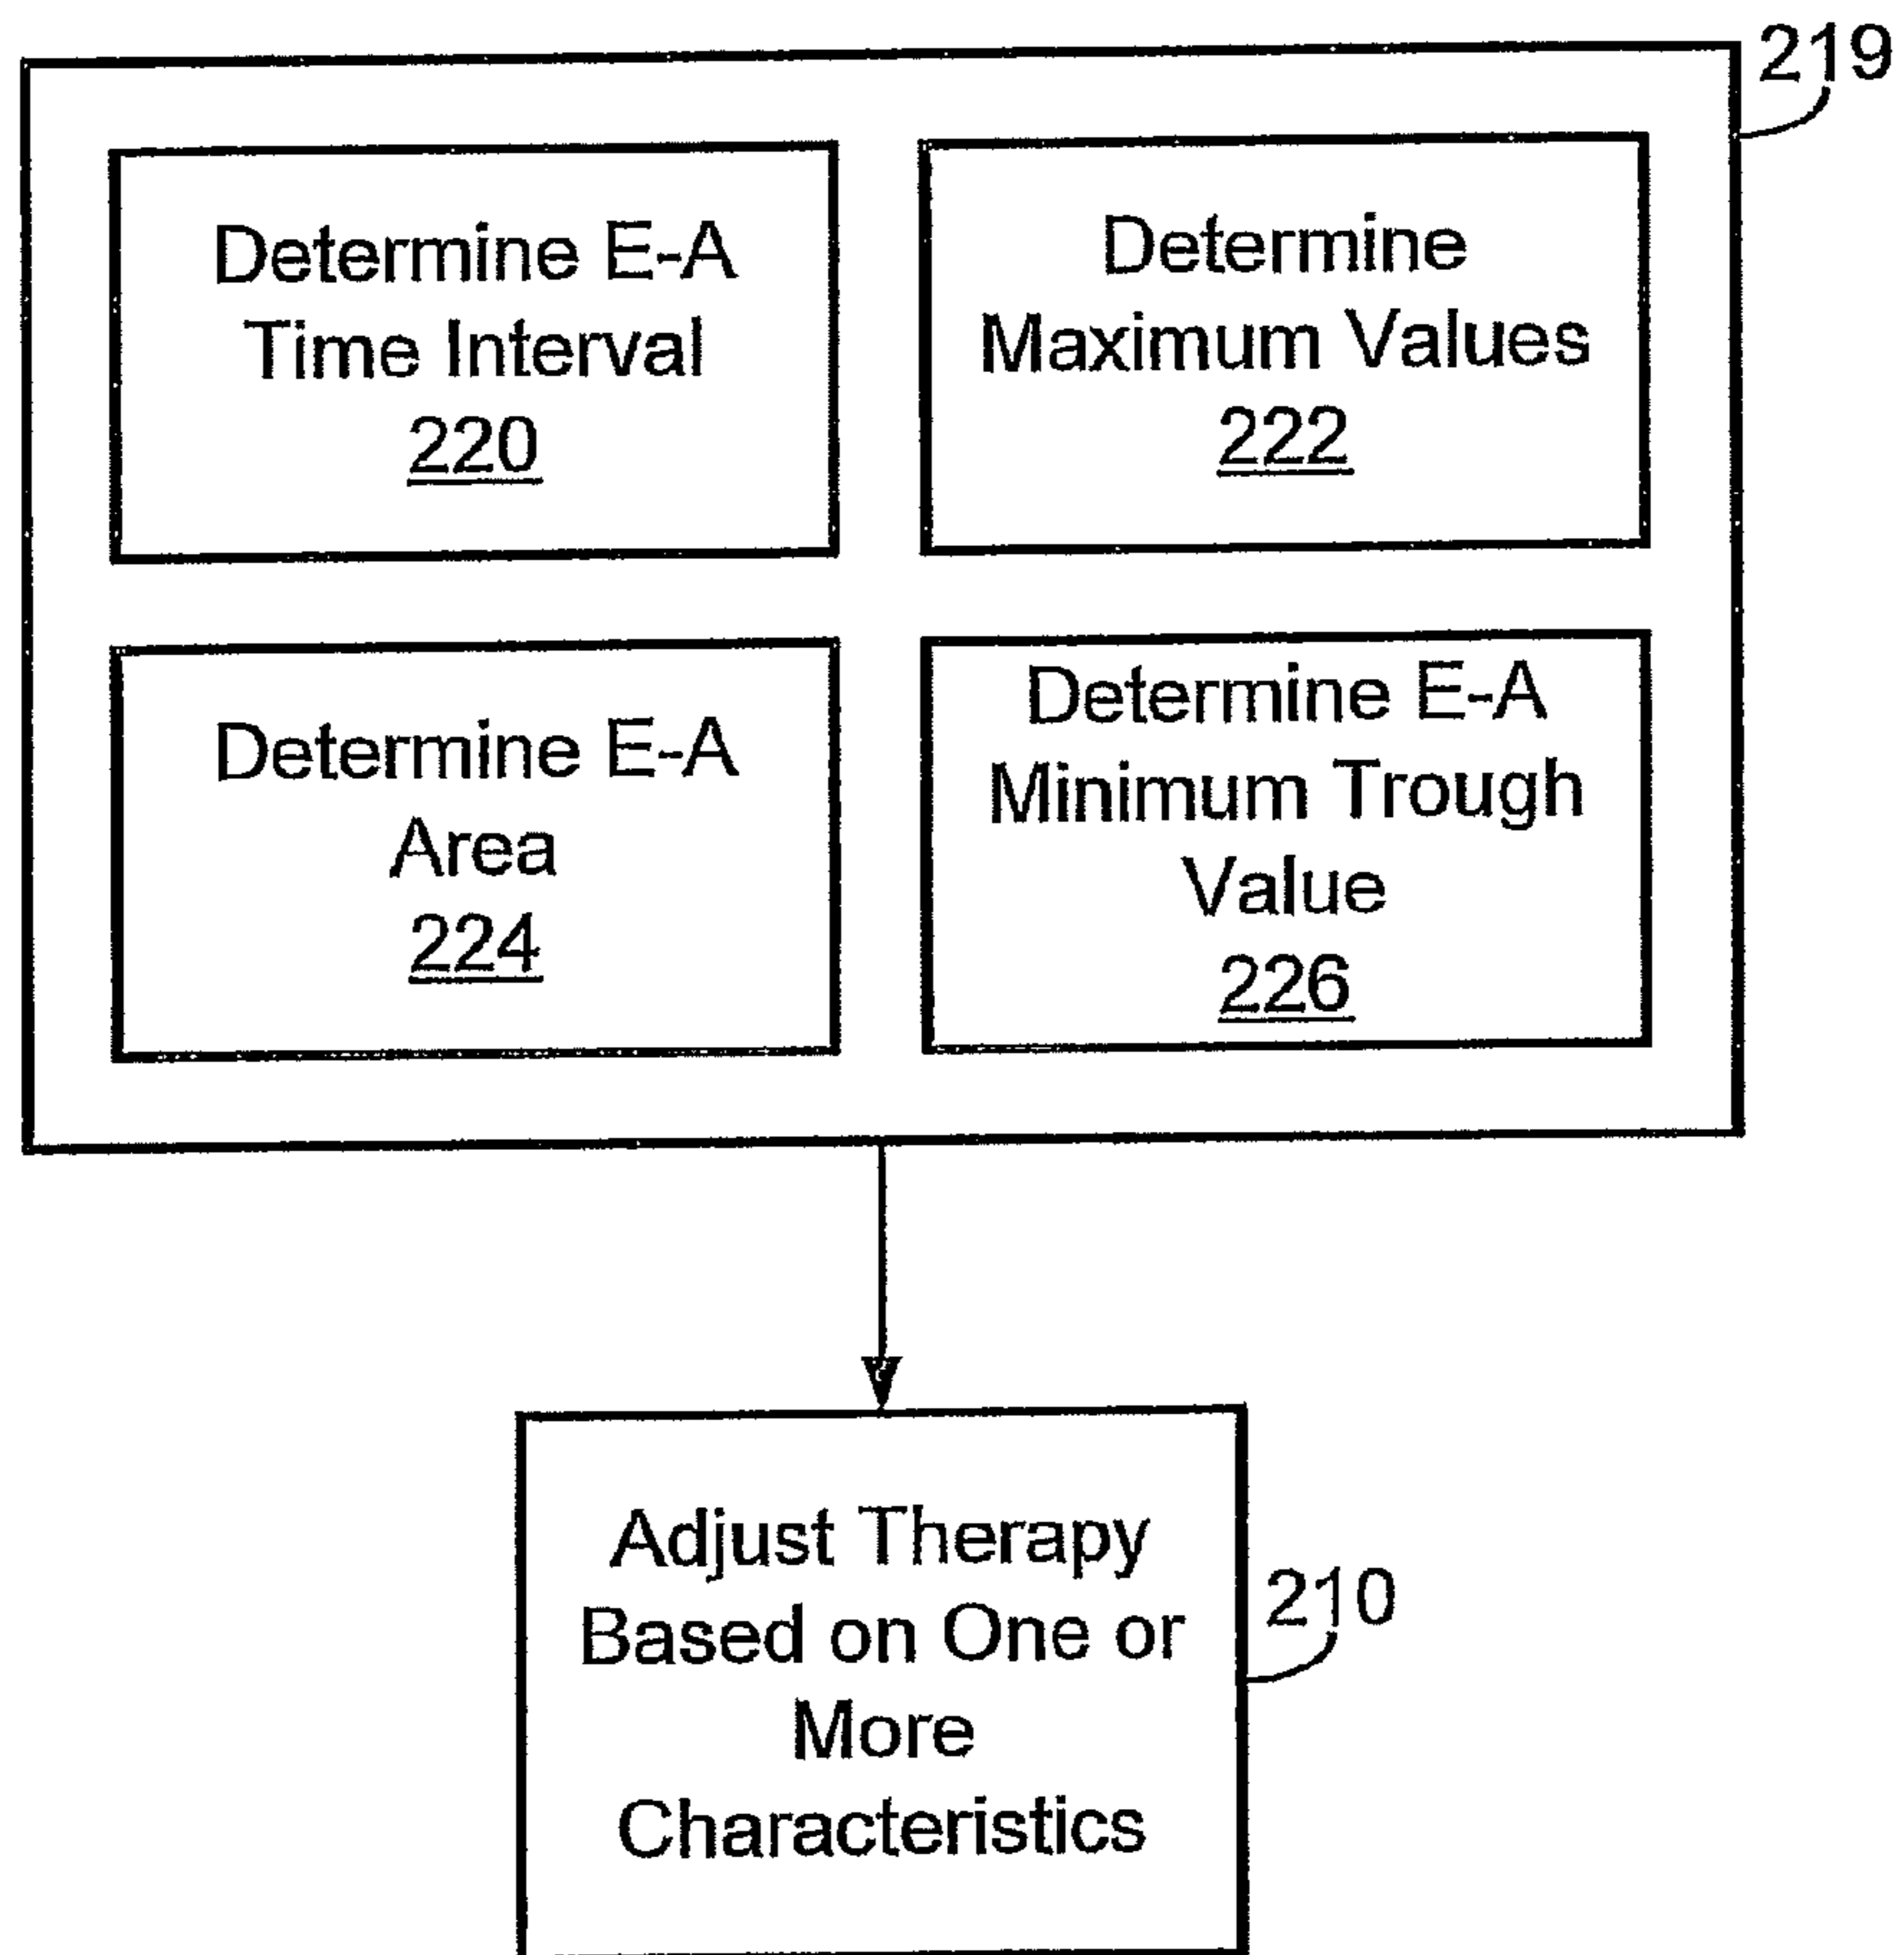 219
Determine E-A
Time Interval
220
Determine
Maximum Values
222
Determine E-A
Area
224
Determine E-A
Minimum Trough
Value
226
Adjust Therapy
Based on One or
More
Characteristics
210